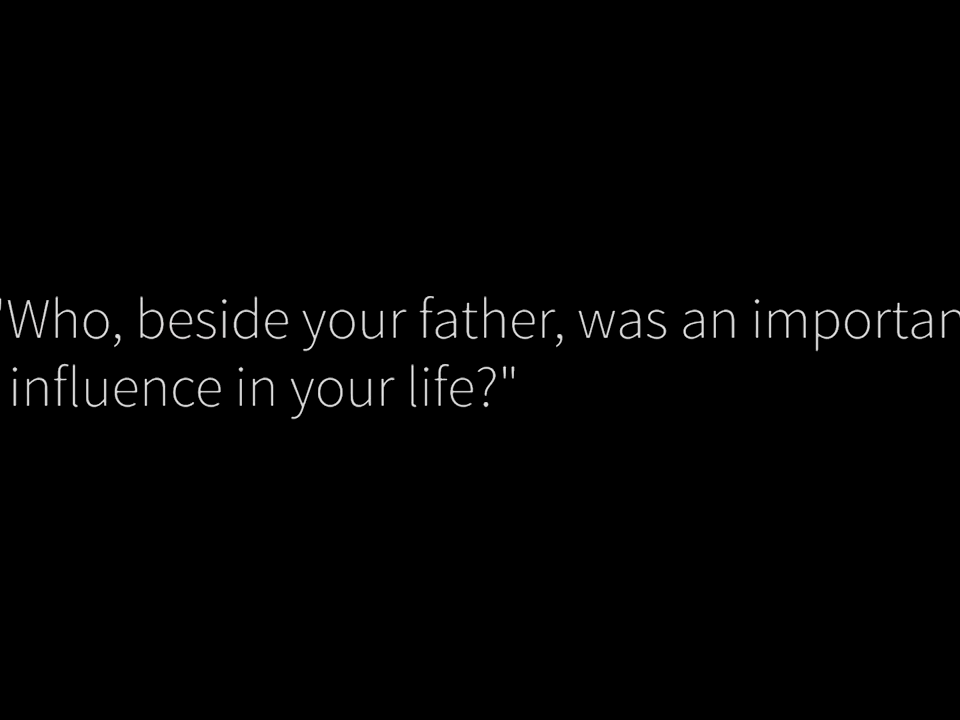 "Who, beside your father, was an importan
influence in your life?"